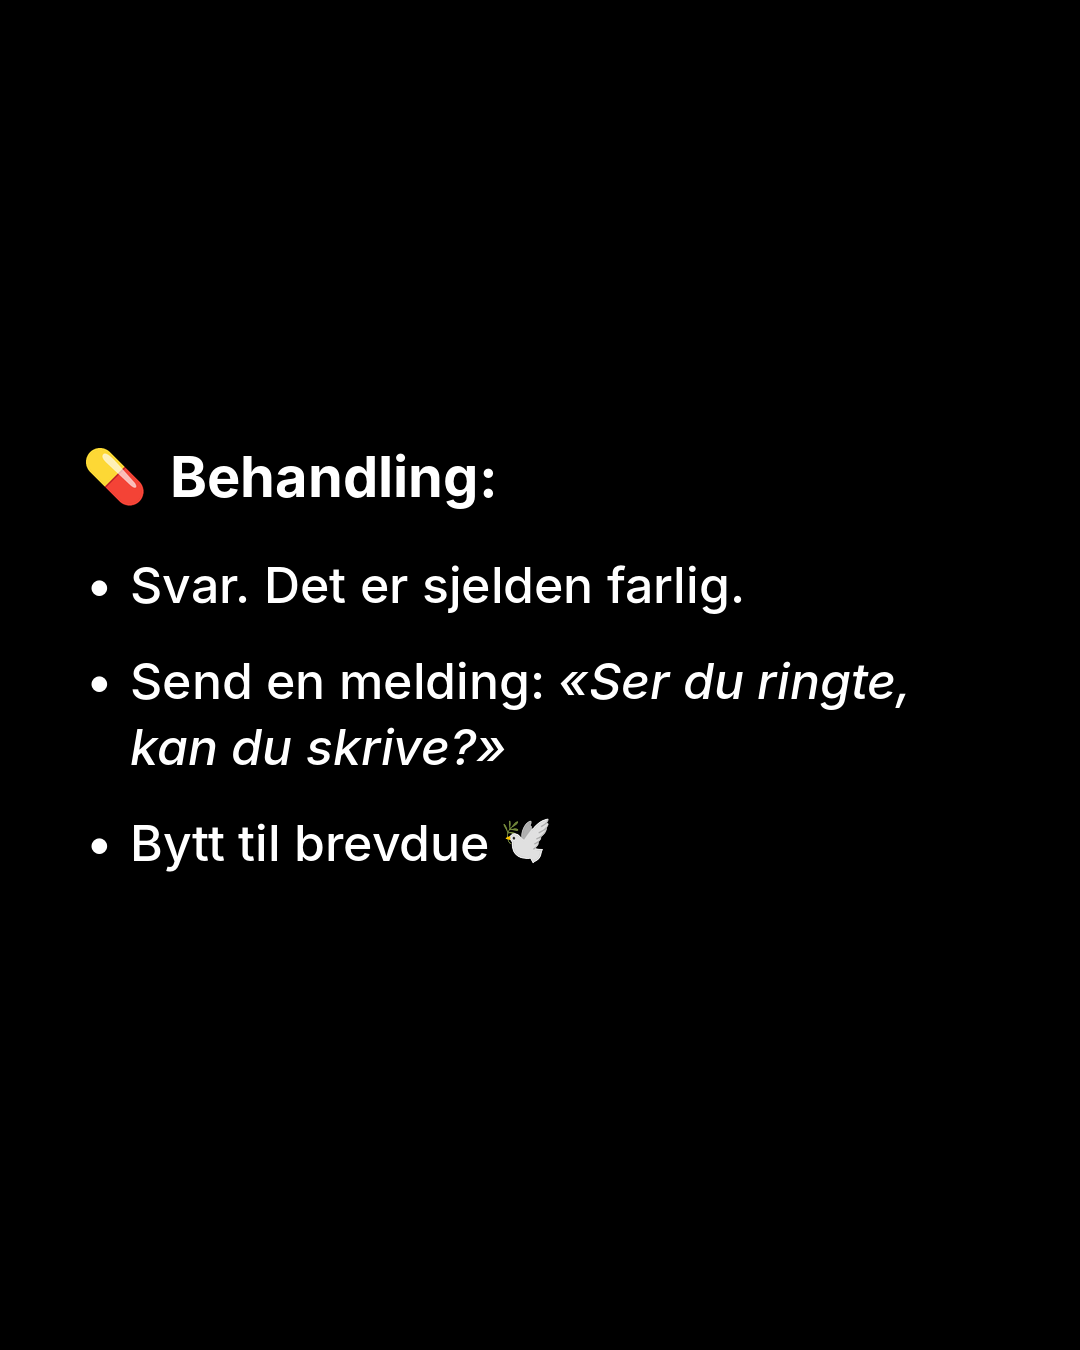 💊 Behandling:
• Svar. Det er sjelden farlig.
• Send en melding: «Ser du ringte,
kan du skrive?»
• Bytt til brevdue 🕊️